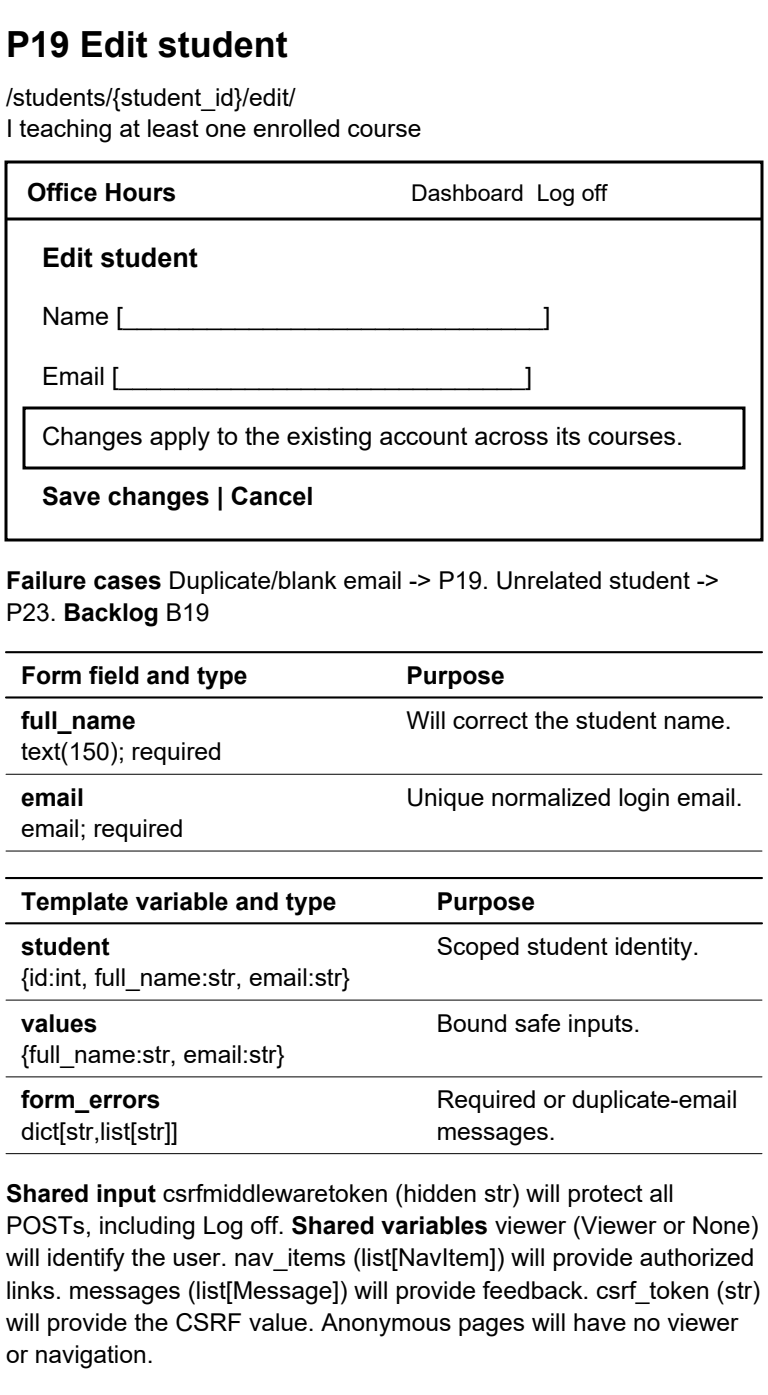 P19 Edit student
/students/{student_id}/edit/
I teaching at least one enrolled course
Office Hours Dashboard Log off
Edit student
Name [______________________________]
Email [_____________________________]
Changes apply to the existing account across its courses.
Save changes | Cancel
Failure cases Duplicate/blank email -> P19. Unrelated student ->
P23. Backlog B19
Form field and type Purpose
full_name Will correct the student name.
text(150); required
email Unique normalized login email.
email; required
Template variable and type Purpose
student Scoped student identity.
{id:int, full_name:str, email:str}
values Bound safe inputs.
{full_name:str, email:str}
form_errors Required or duplicate-email
dict[str,list[str]] messages.
Shared input csrfmiddlewaretoken (hidden str) will protect all
POSTs, including Log off. Shared variables viewer (Viewer or None)
will identify the user. nav_items (list[NavItem]) will provide authorized
links. messages (list[Message]) will provide feedback. csrf_token (str)
will provide the CSRF value. Anonymous pages will have no viewer
or navigation.